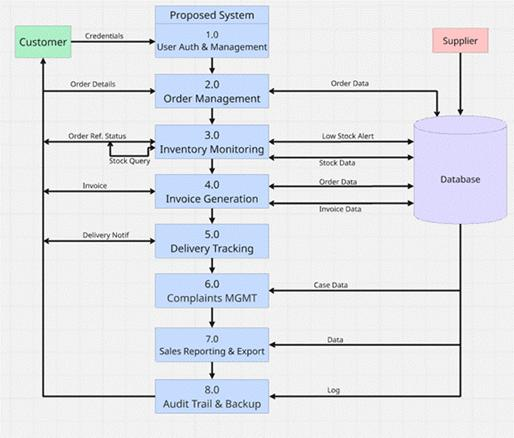 Proposed System
Customer
Credentials
1.0
User Auth & Management
Supplier
Order Details
2.0
Order Management
Order Data
Order Ref. Status
3.0
Inventory Monitoring
Low Stock Alert
Stock Query
Stock Data
Database
Invoice
4.0
Invoice Generation
Order Data
Invoice Data
Delivery Notif
5.0
Delivery Tracking
6.0
Complaints MGMT
Case Data
7.0
Sales Reporting & Export
Data
8.0
Audit Trail & Backup
Log